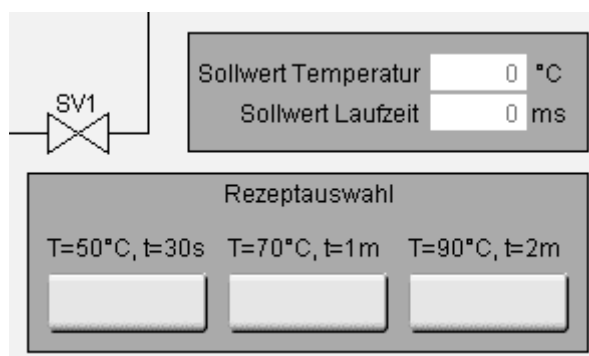 SV1
Sollwert Temperatur 0 °C
Sollwert Laufzeit 0 ms
Rezeptauswahl
T=50°C, t=30s T=70°C, t=1m T=90°C, t=2m